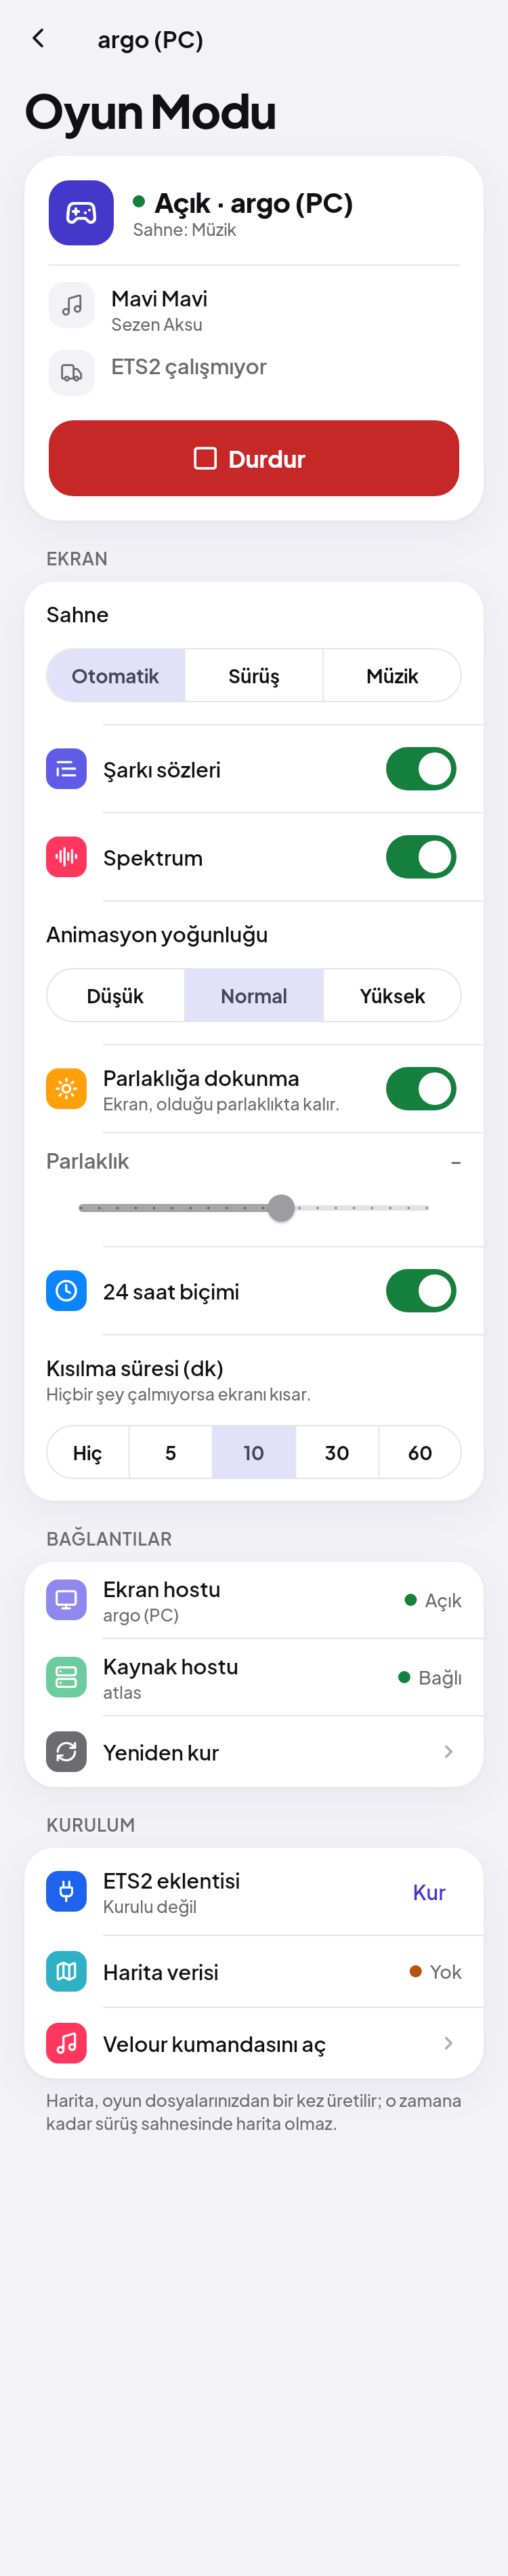 argo (PC)
Oyun Modu
Açık · argo (PC)
Sahne: Müzik
Mavi Mavi
Sezen Aksu
ETS2 çalışmıyor
Durdur
EKRAN
Sahne
Otomatik Sürüş Müzik
Şarkı sözleri
Spektrum
Animasyon yoğunluğu
Düşük Normal Yüksek
Parlaklığa dokunma
Ekran, olduğu parlaklıkta kalır.
Parlaklık –
24 saat biçimi
Kısılma süresi (dk)
Hiçbir şey çalmıyorsa ekranı kısar.
Hiç 5 10 30 60
BAĞLANTILAR
Ekran hostu
argo (PC)
Açık
Kaynak hostu
atlas
Bağlı
Yeniden kur
KURULUM
ETS2 eklentisi
Kurulu değil
Kur
Harita verisi Yok
Velour kumandasını aç
Harita, oyun dosyalarınızdan bir kez üretilir; o zamana
kadar sürüş sahnesinde harita olmaz.